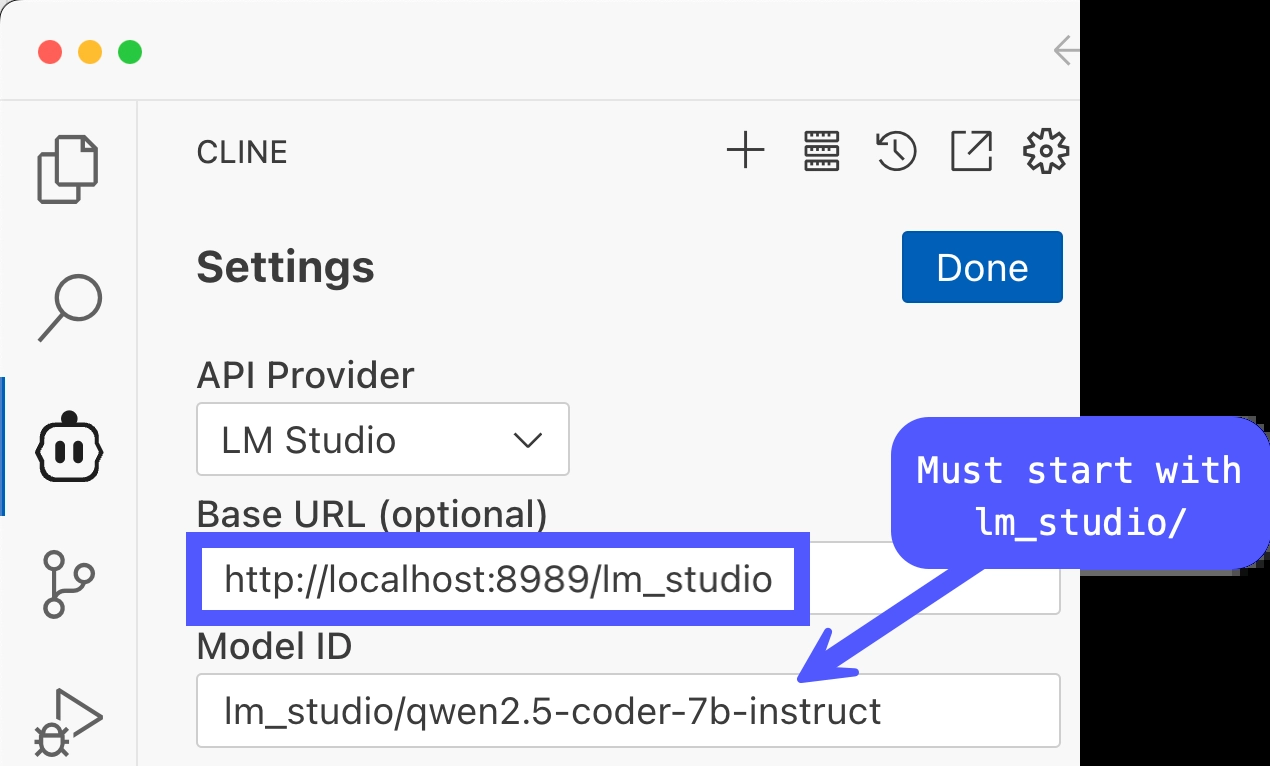 CLINE
Settings
Done
API Provider
LM Studio
Must start with
lm_studio/
Base URL (optional)
http://localhost:8989/lm_studio
Model ID
lm_studio/qwen2.5-coder-7b-instruct